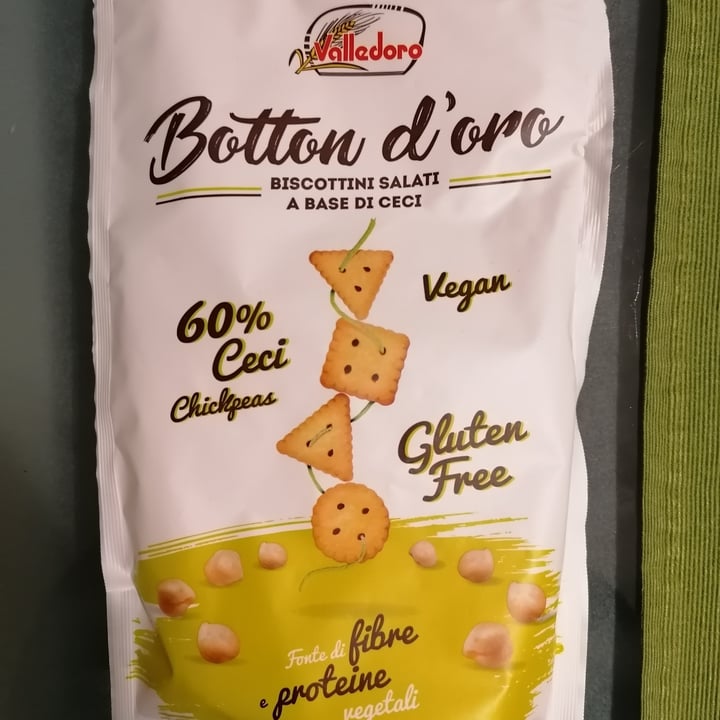 Valledoro
Botton d'oro
BISCOTTINI SALATI
A BASE DI CECI
Vegan
60%
Ceci
Chickpeas
Gluten
Free
Fonte di fibre
e proteine
vegetali